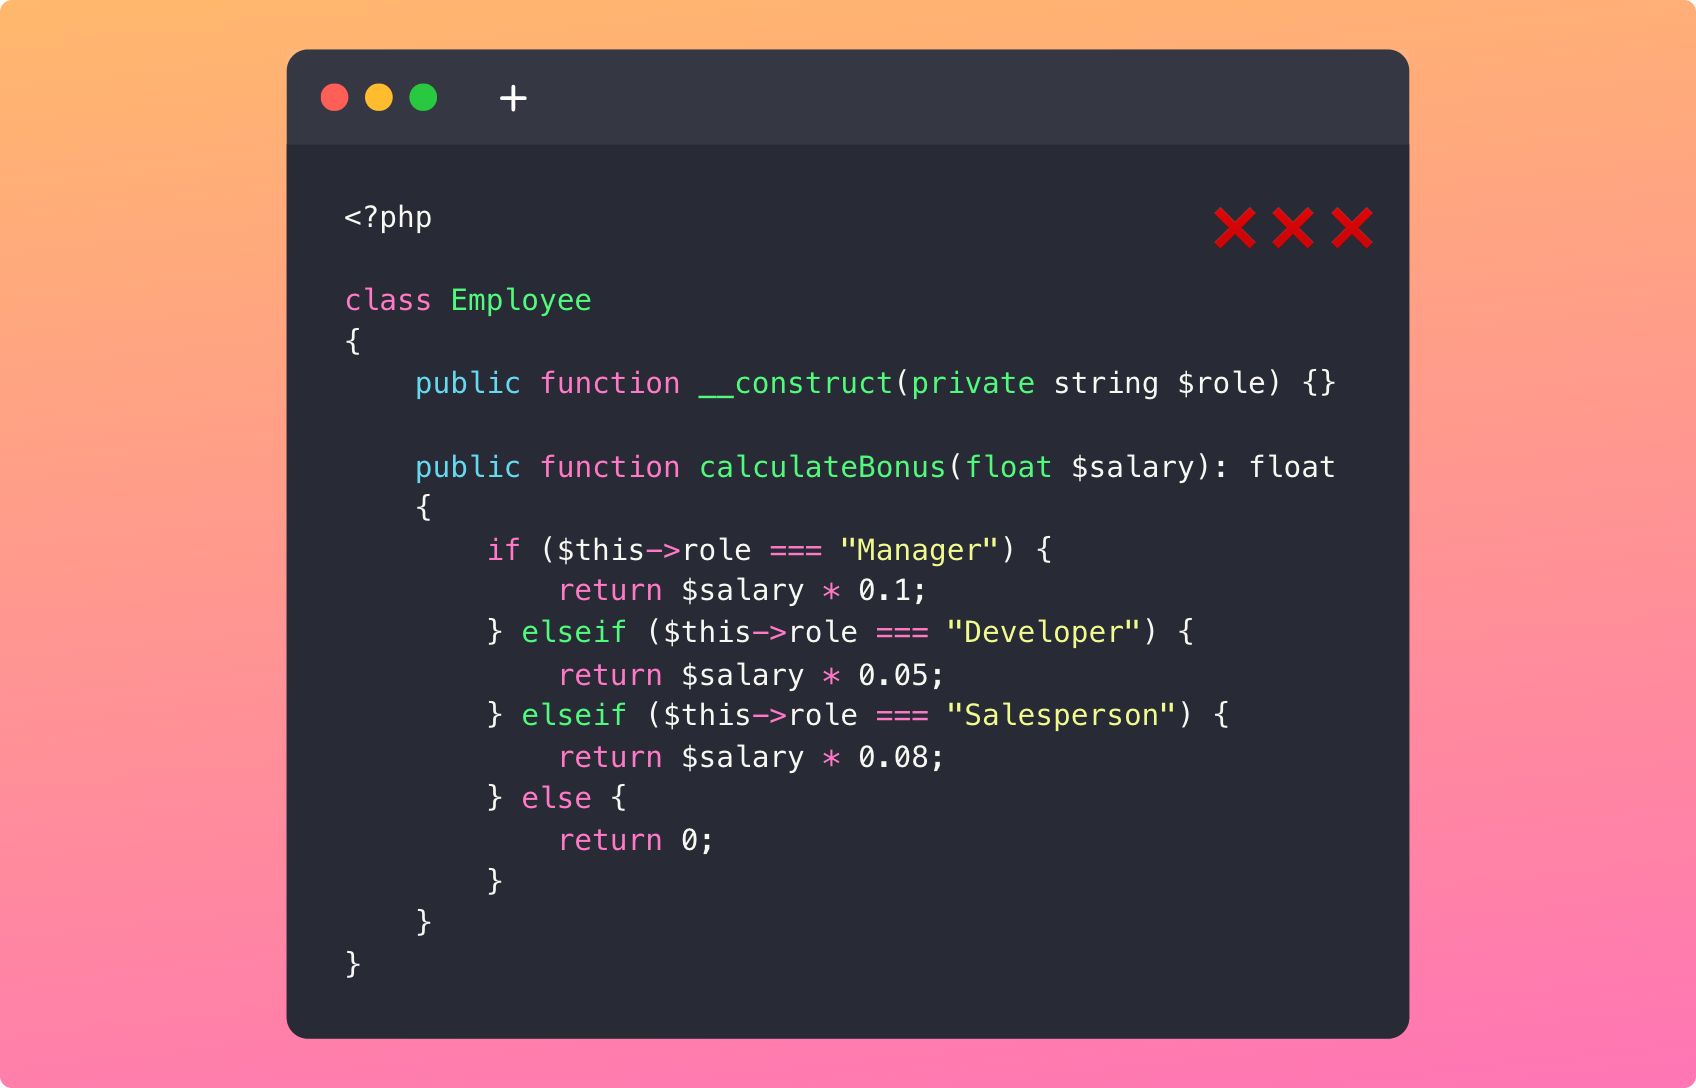 <?php
class Employee
{
    public function __construct(private string $role) {}
    public function calculateBonus(float $salary): float
    {
        if ($this->role === "Manager") {
            return $salary * 0.1;
        } elseif ($this->role === "Developer") {
            return $salary * 0.05;
        } elseif ($this->role === "Salesperson") {
            return $salary * 0.08;
        } else {
            return 0;
        }
    }
}